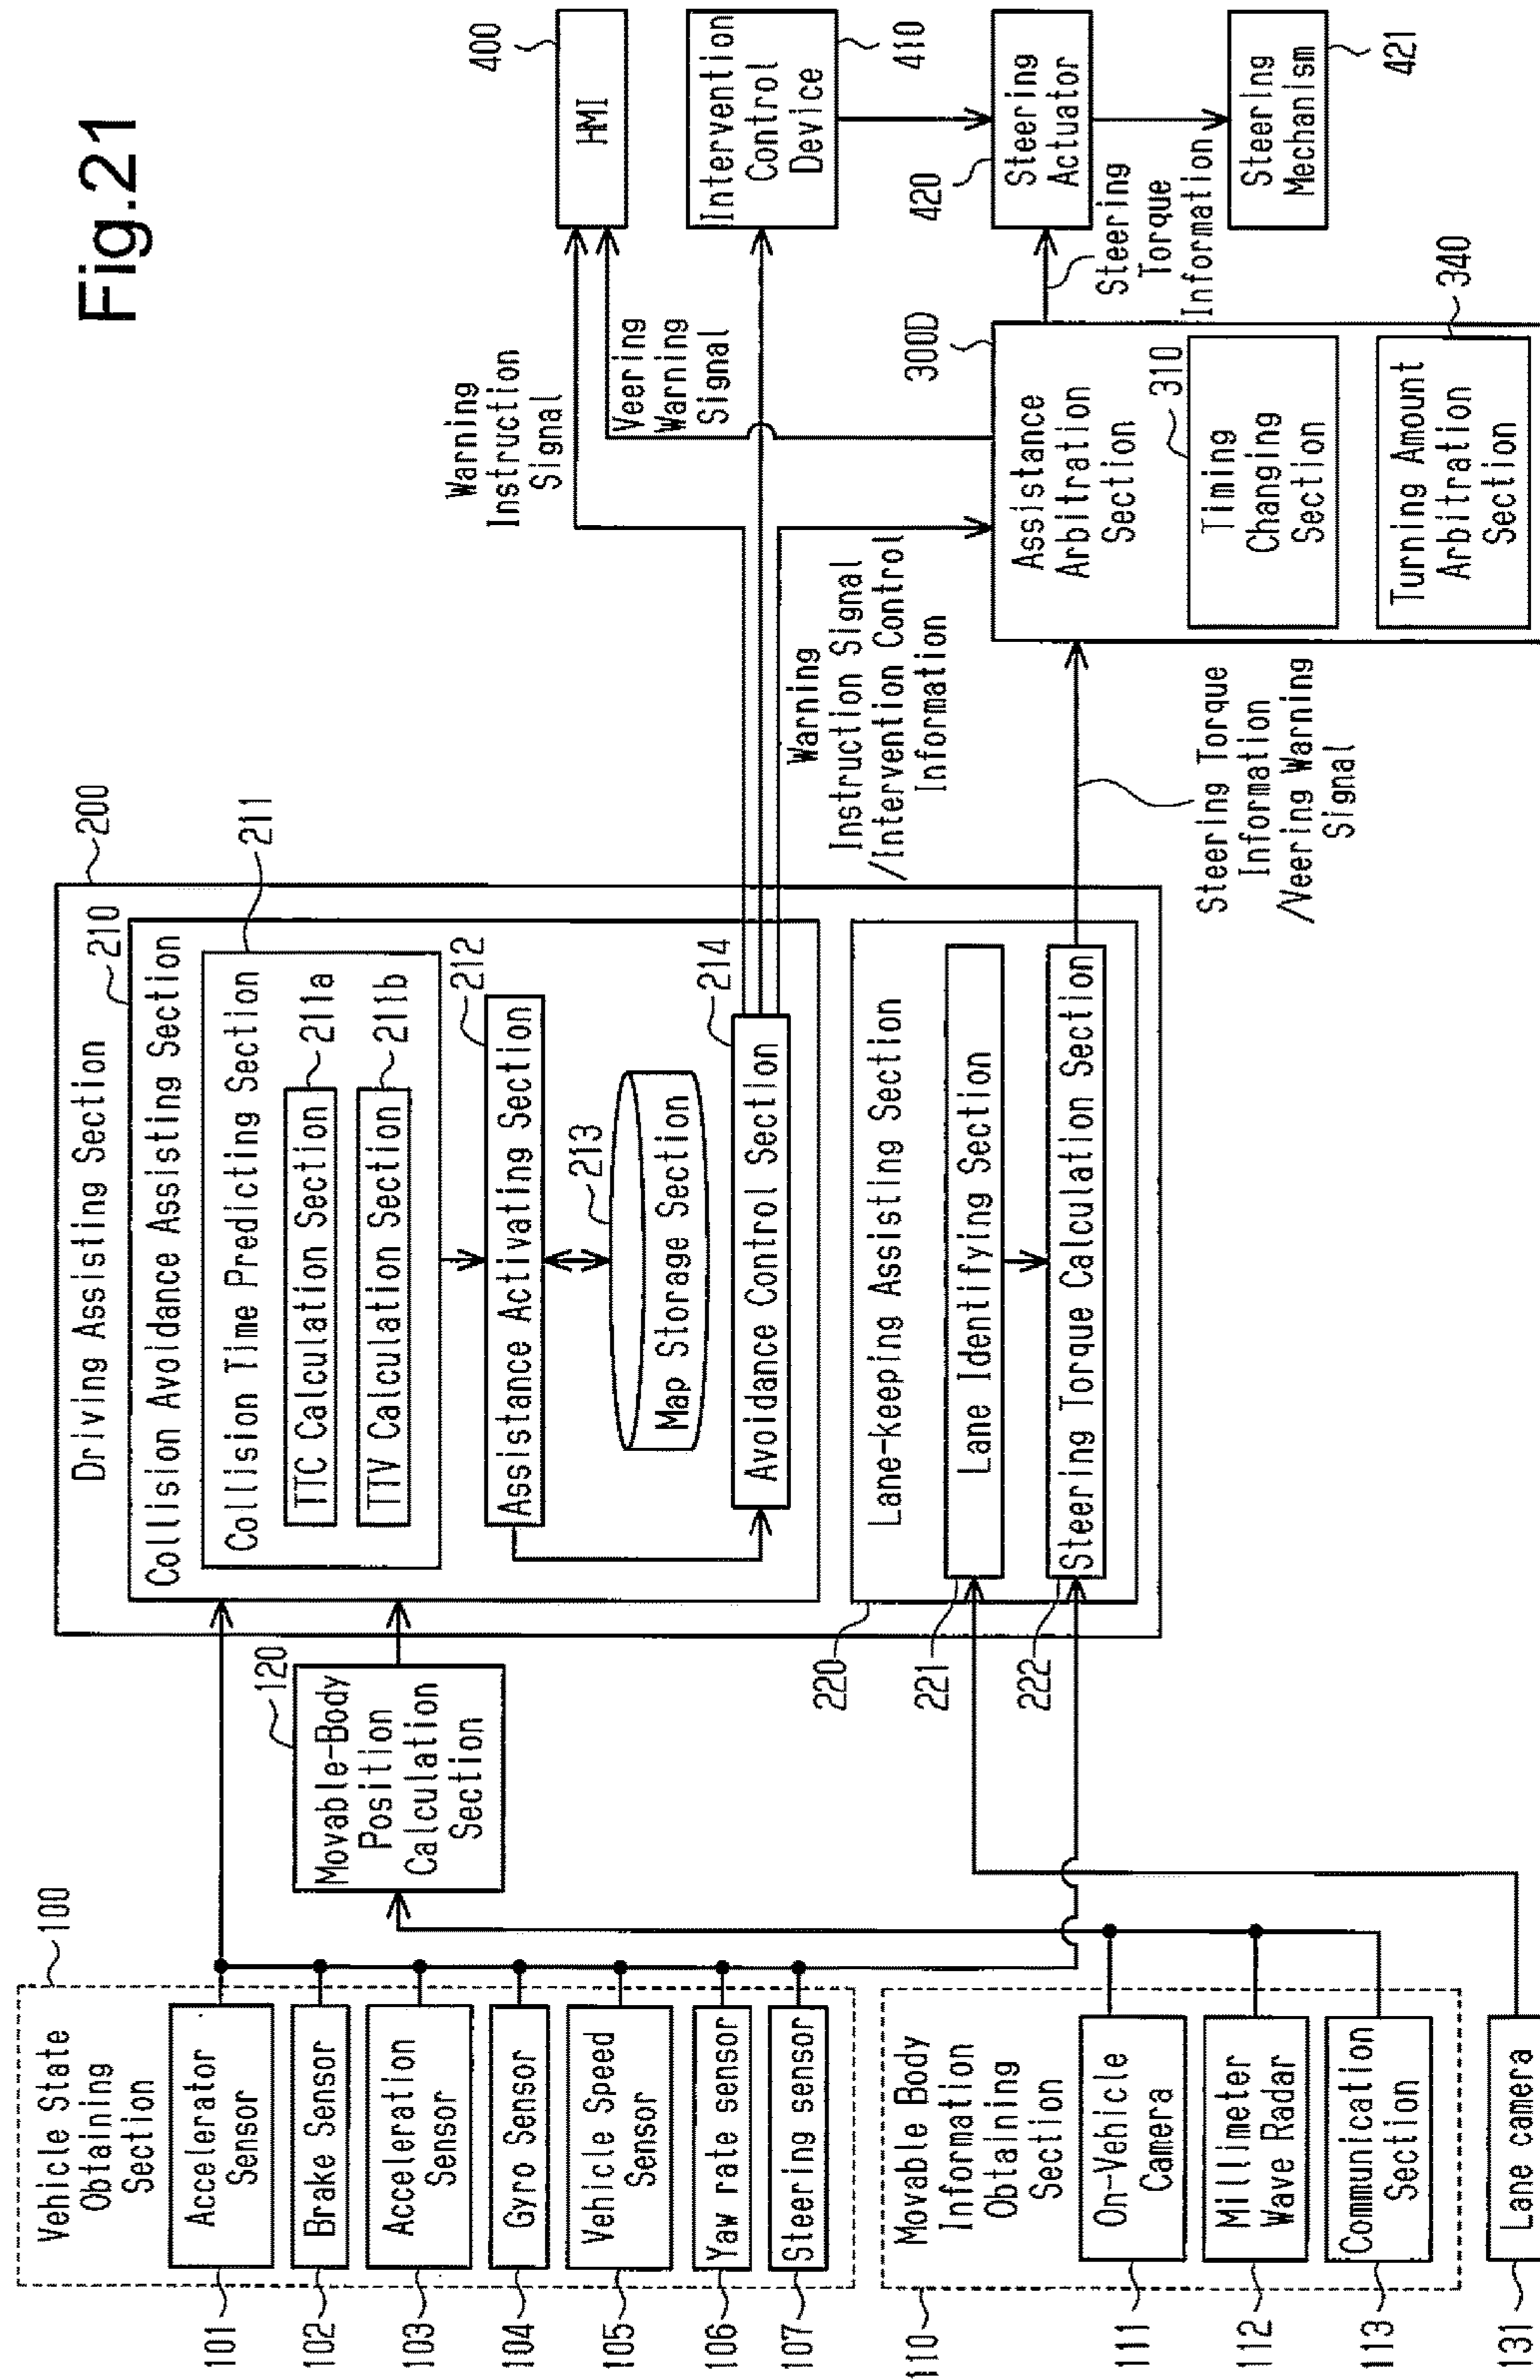 Fig.21
100
Vehicle State
Obtaining
Section
101
Accelerator
Sensor
102
Brake Sensor
103
Acceleration
Sensor
104
Gyro Sensor
105
Vehicle Speed
Sensor
106
Yaw rate sensor
107
Steering sensor
110
Movable Body
Information
Obtaining
Section
111
On-Vehicle
Camera
112
Millimeter
Wave Radar
113
Communication
Section
131
Lane camera
120
Movable-Body
Position
Calculation
Section
200
Driving Assisting Section
210
Collision Avoidance Assisting Section
211
Collision Time Predicting Section
TTC Calculation Section
211a
TTV Calculation Section
211b
212
Assistance Activating Section
213
Map Storage Section
214
Avoidance Control Section
220
Lane-keeping Assisting Section
221
Lane Identifying Section
222
Steering Torque Calculation Section
Warning
Instruction
Signal
Veering
Warning
Signal
Warning
Instruction Signal
/Intervention Control
Information
Steering Torque
Information
/Veering Warning
Signal
300D
Assistance
Arbitration
Section
310
Timing
Changing
Section
340
Turning Amount
Arbitration
Section
Steering
Torque
Information
400
HMI
410
Intervention
Control
Device
420
Steering
Actuator
421
Steering
Mechanism